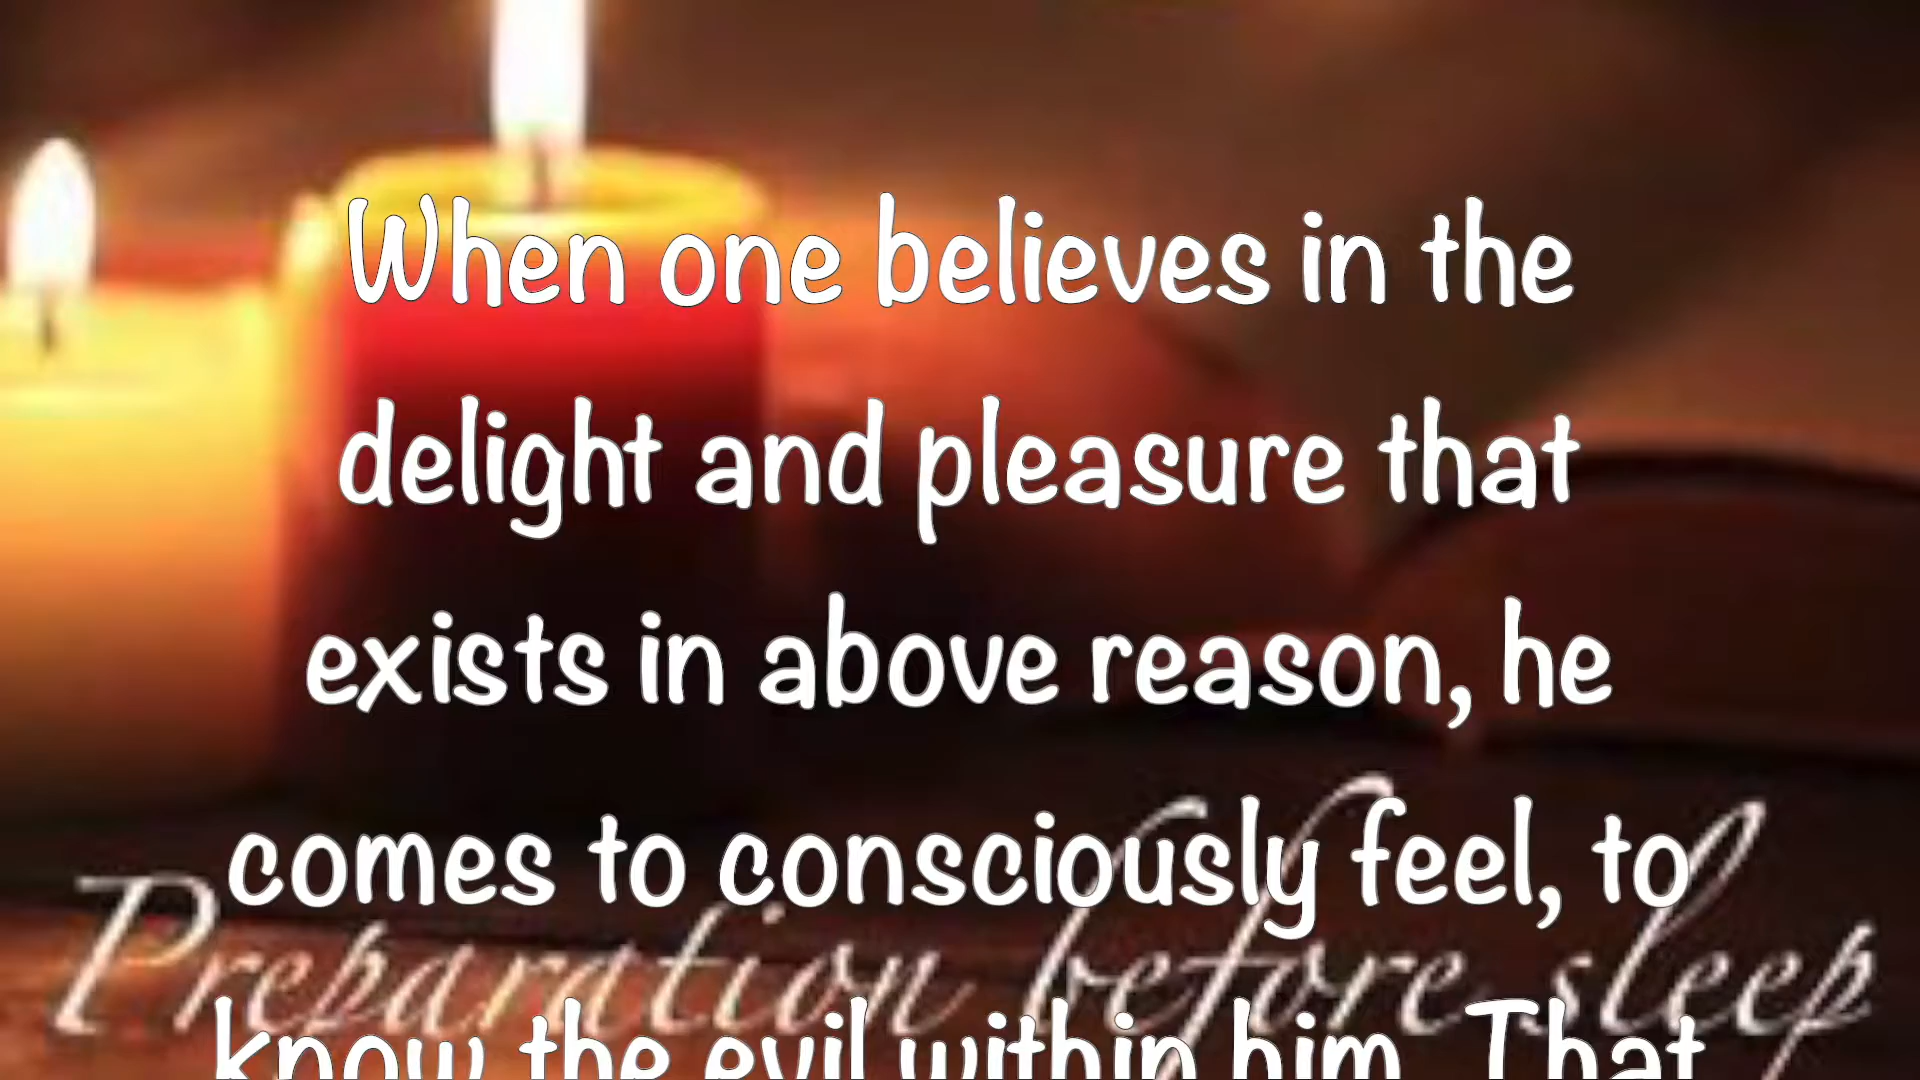 When one believes in the
delight and pleasure that
exists in above reason, he
comes to consciously feel, to
Preparation before sleep
know the evil within him. That